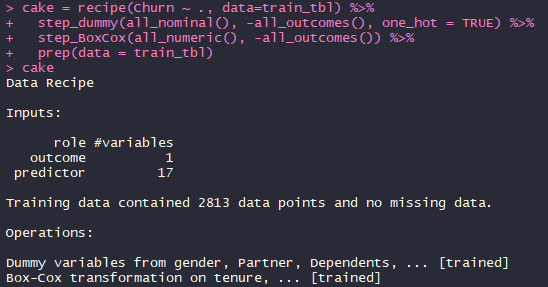 > cake = recipe(Churn ~ ., data=train_tbl) %>%
+   step_dummy(all_nominal(), -all_outcomes(), one_hot = TRUE) %>%
+   step_BoxCox(all_numeric(), -all_outcomes()) %>%
+   prep(data = train_tbl)
> cake
Data Recipe

Inputs:

      role #variables
   outcome          1
 predictor         17

Training data contained 2813 data points and no missing data.

Operations:

Dummy variables from gender, Partner, Dependents, ... [trained]
Box-Cox transformation on tenure, ... [trained]